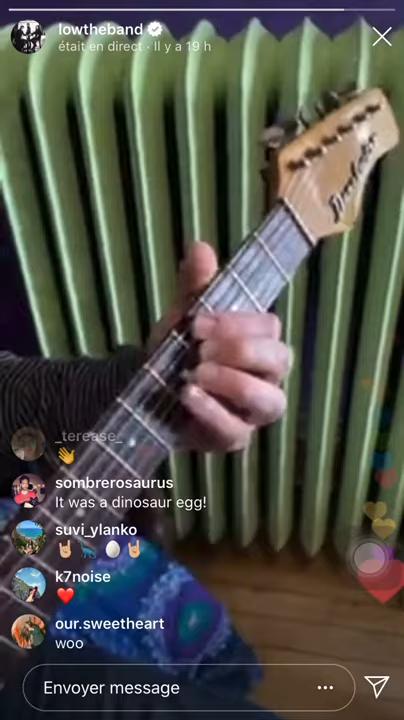 lowtheband
était en direct · Il y a 19 h
_terease_
👋
sombrerosaurus
It was a dinosaur egg!
suvi_ylanko
🤘🏼🦕🥚🤘🏼
k7noise
❤️
our.sweetheart
woo
Envoyer message